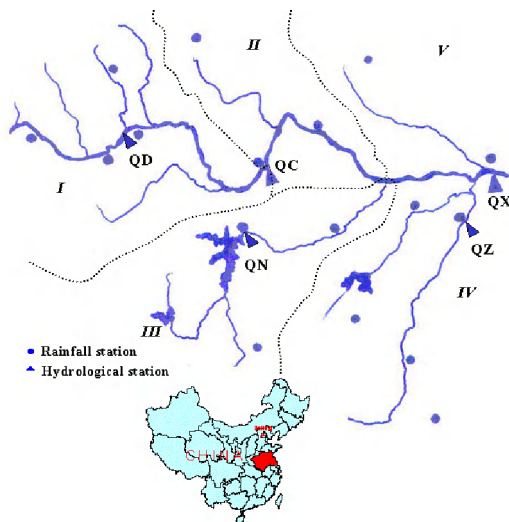 II
V
QD
I
QC
QX
QN
QZ
IV
III
Rainfall station
Hydrological station
CHINA